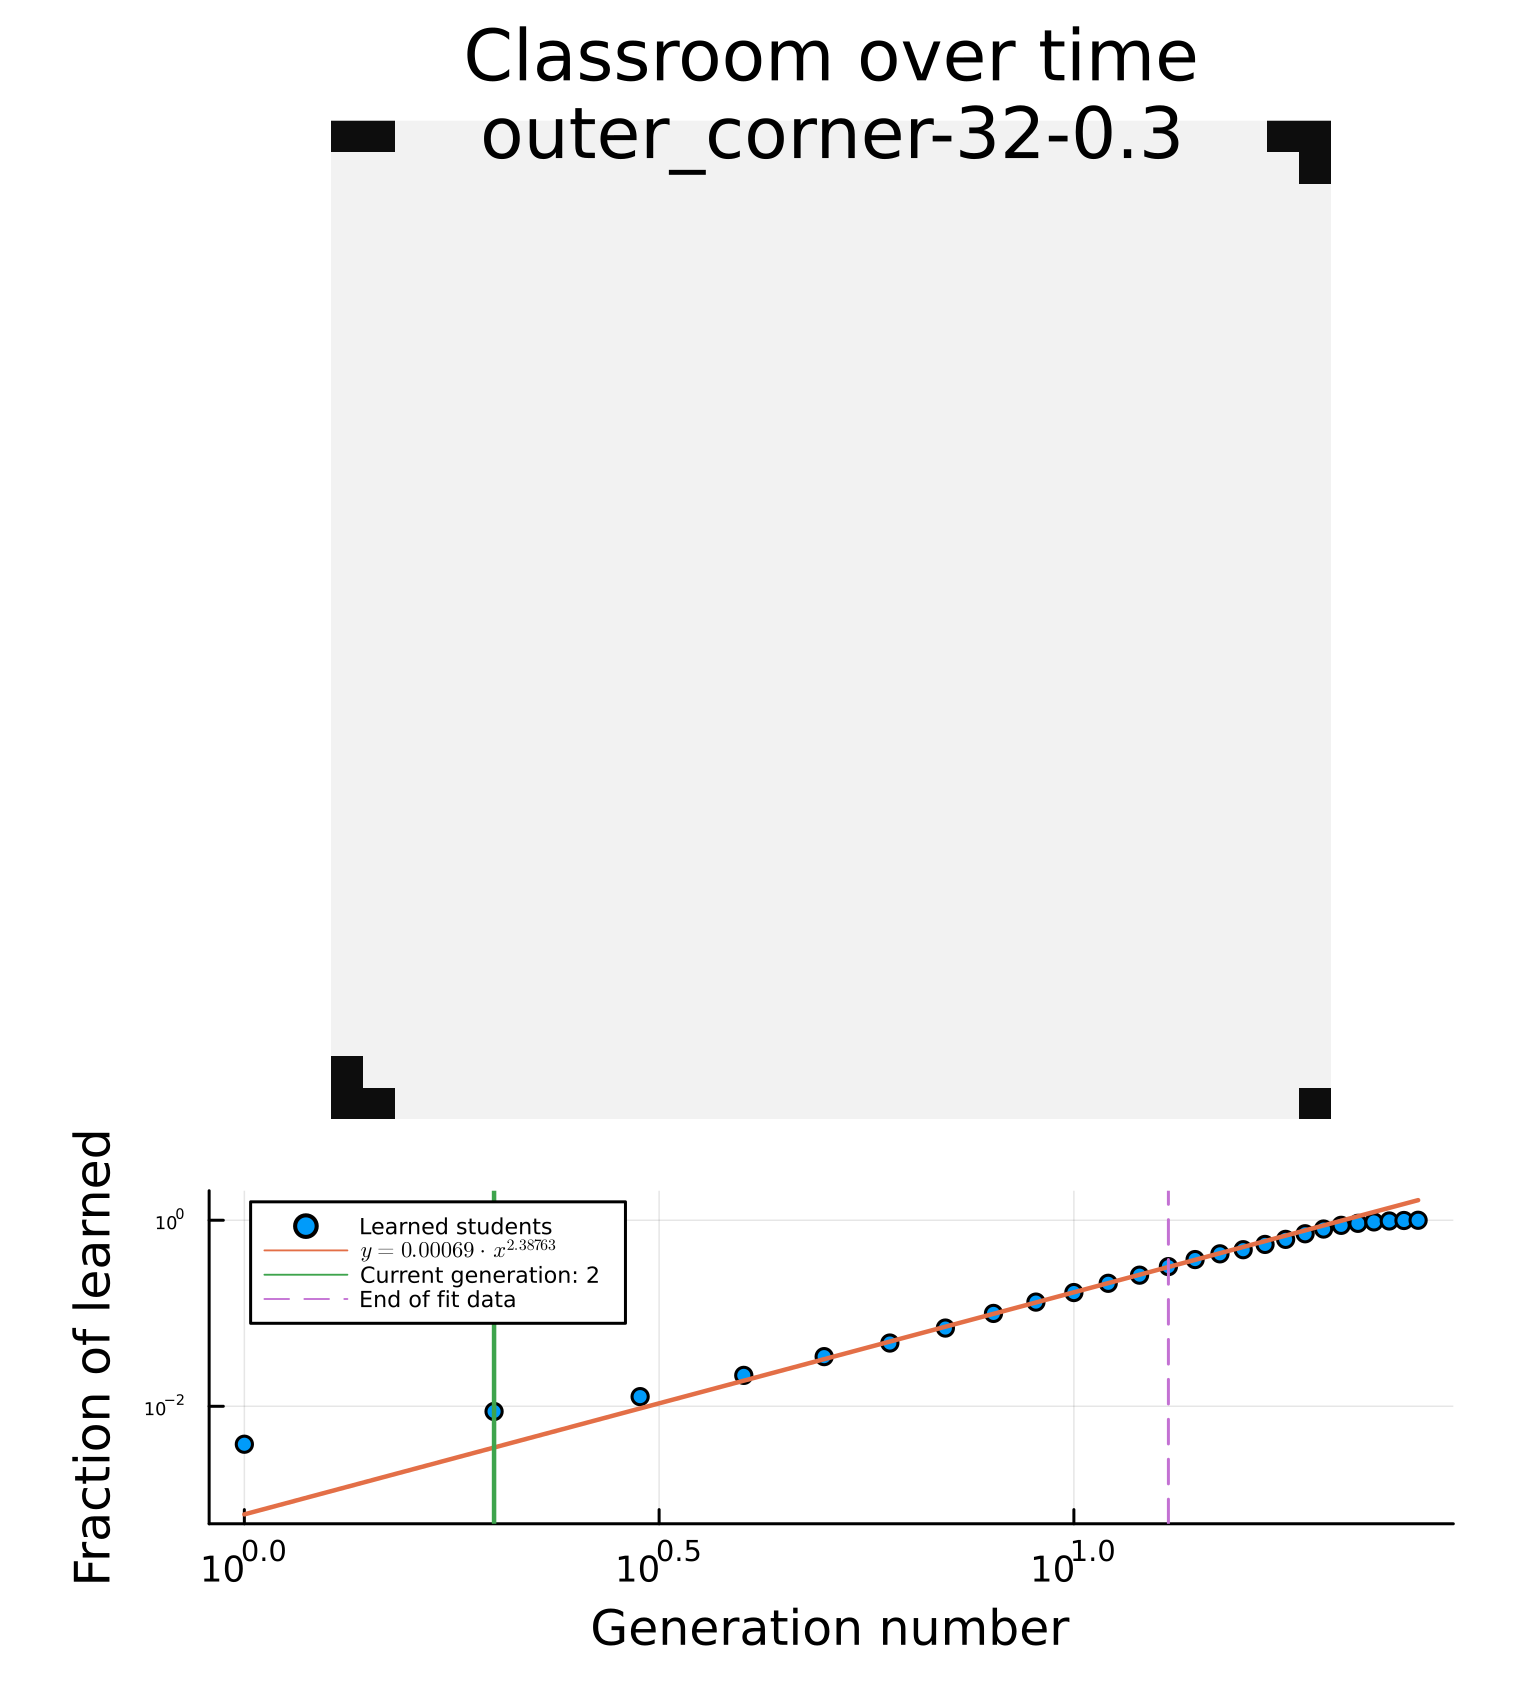 Classroom over time
outer_corner-32-0.3
Fraction of learned
10^0
10^−2
Learned students
y = 0.00069 · x^2.38763
Current generation: 2
End of fit data
10^0.0 10^0.5 10^1.0
Generation number